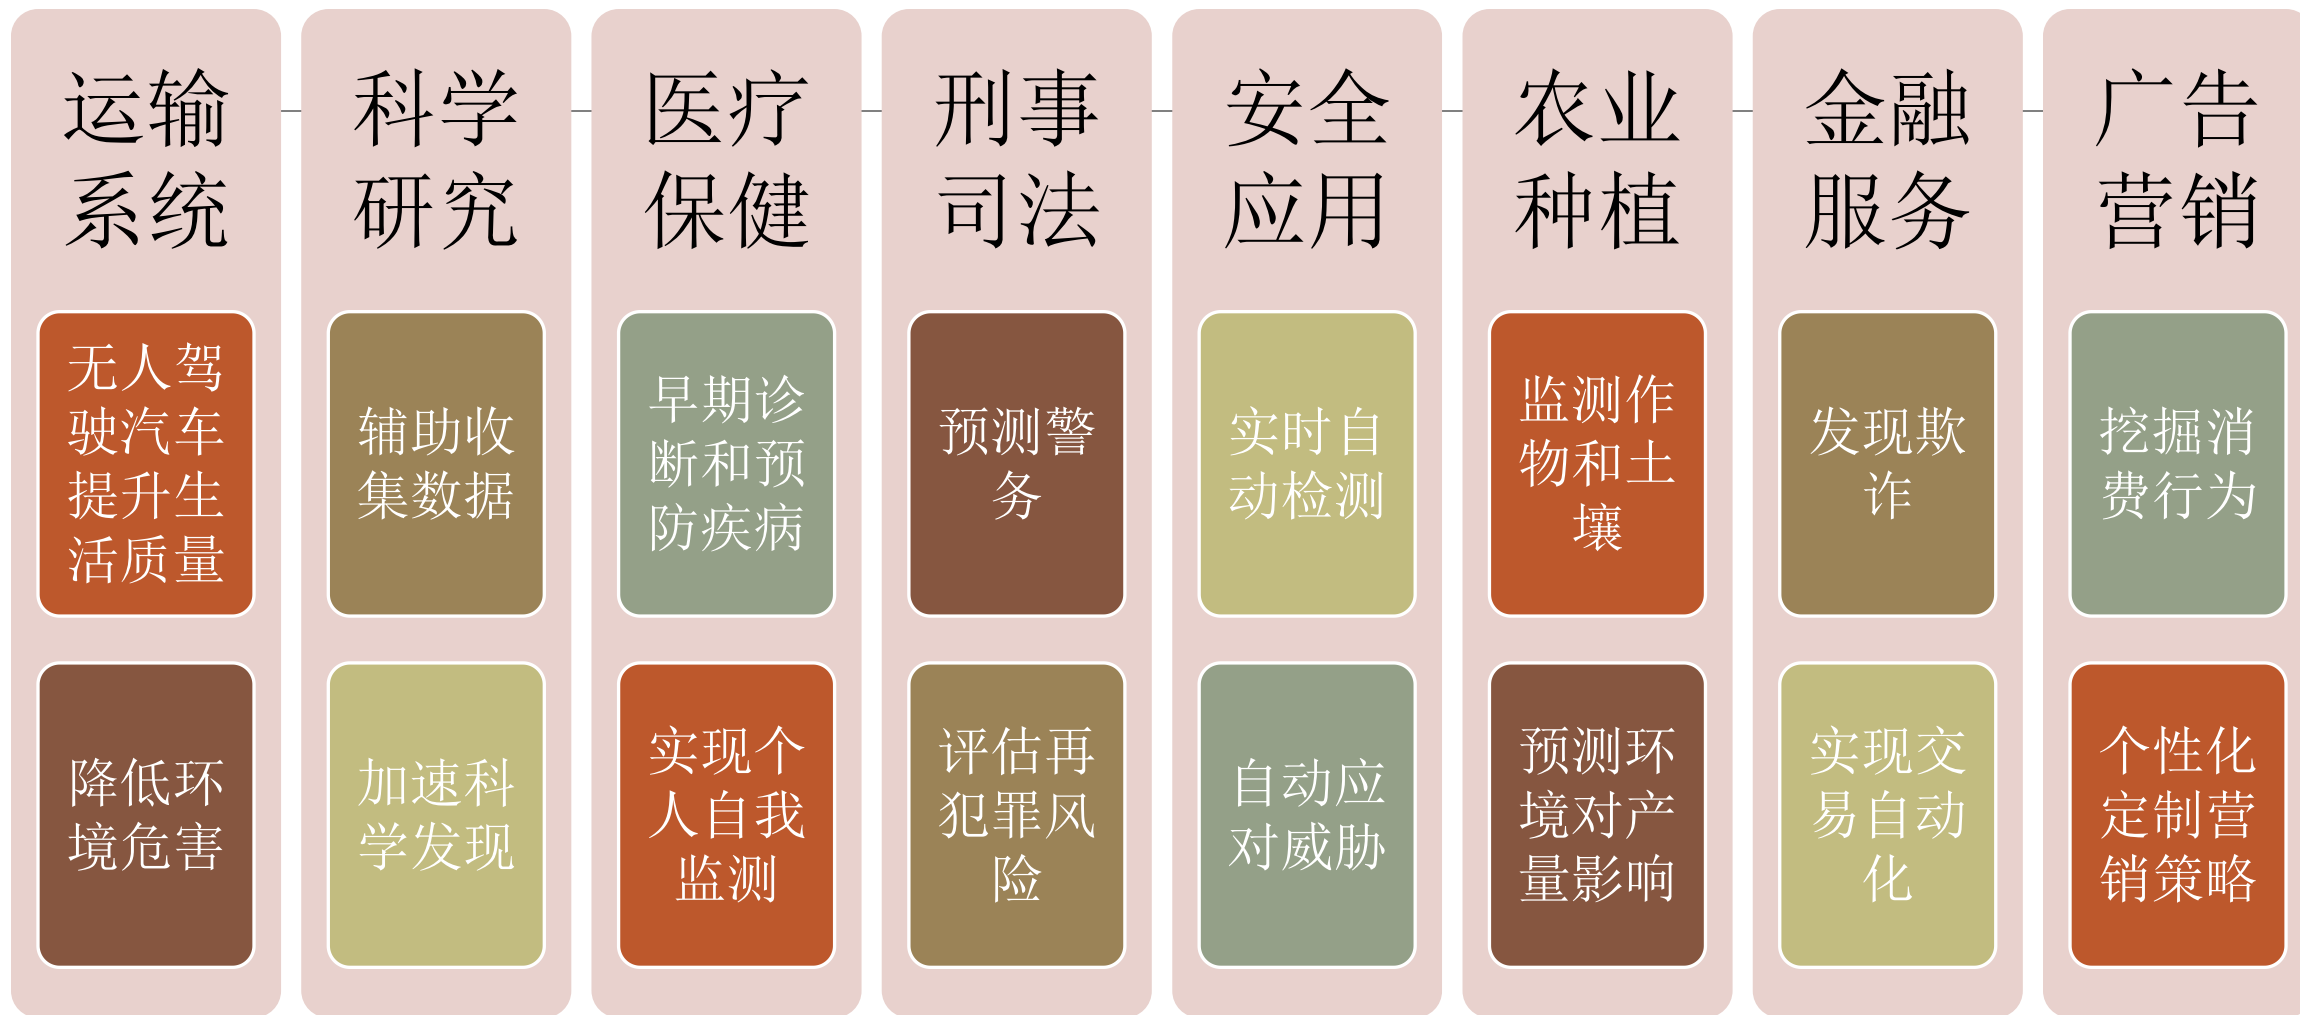 运输
系统
无人驾
驶汽车
提升生
活质量
降低环
境危害
科学
研究
辅助收
集数据
加速科
学发现
医疗
保健
早期诊
断和预
防疾病
实现个
人自我
监测
刑事
司法
预测警
务
评估再
犯罪风
险
安全
应用
实时自
动检测
自动应
对威胁
农业
种植
监测作
物和土
壤
预测环
境对产
量影响
金融
服务
发现欺
诈
实现交
易自动
化
广告
营销
挖掘消
费行为
个性化
定制营
销策略